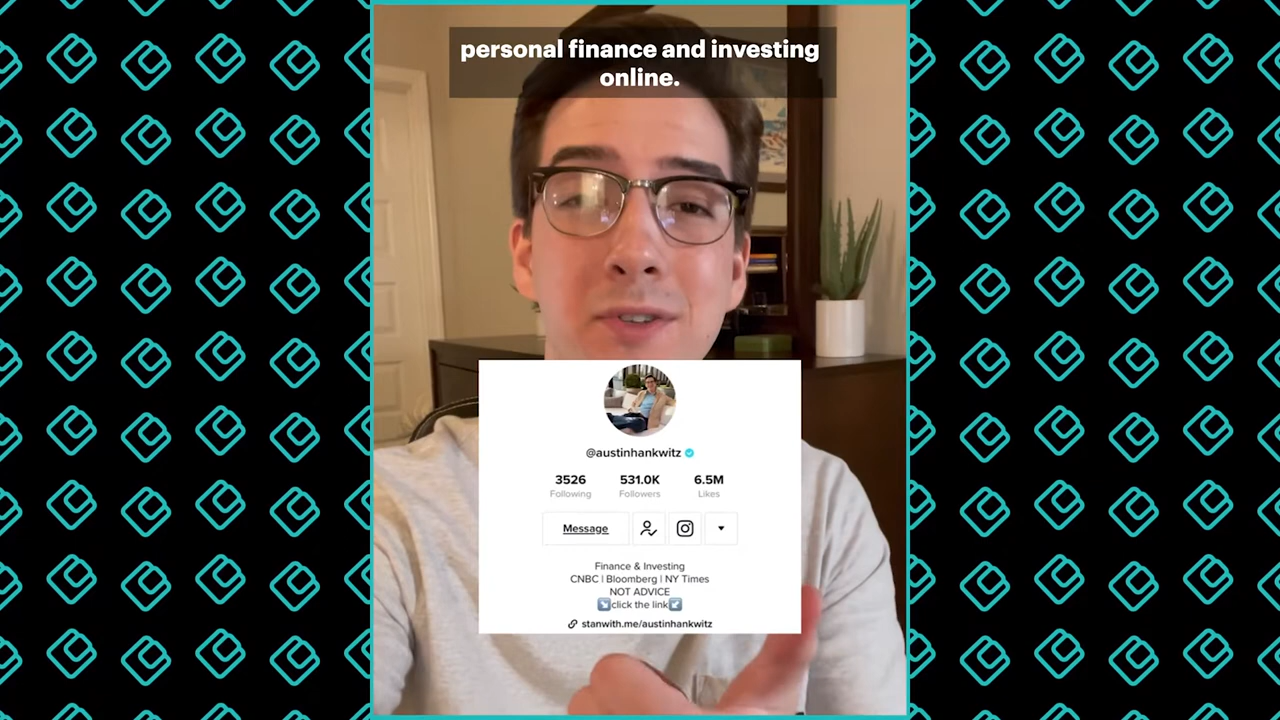 personal finance and investing
online.
@austinhankwitz
3526 531.0K 6.5M
Following Followers Likes
Message
Finance & Investing
CNBC | Bloomberg | NY Times
NOT ADVICE
↘️click the link↙️
stanwith.me/austinhankwitz